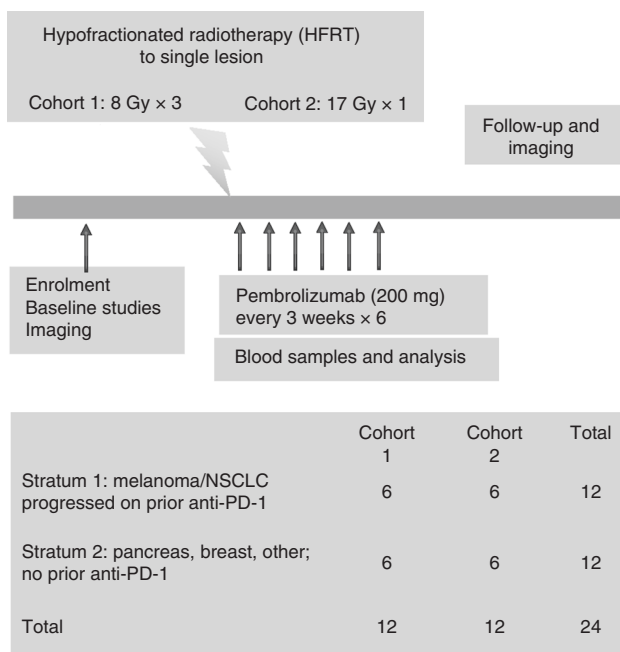 Hypofractionated radiotherapy (HFRT)
to single lesion
Cohort 1: 8 Gy × 3 Cohort 2: 17 Gy × 1
Follow-up and
imaging
Enrolment
Baseline studies
Imaging
Pembrolizumab (200 mg)
every 3 weeks × 6
Blood samples and analysis
Cohort Cohort Total
1 2
Stratum 1: melanoma/NSCLC
progressed on prior anti-PD-1 6 6 12
Stratum 2: pancreas, breast, other;
no prior anti-PD-1 6 6 12
Total 12 12 24